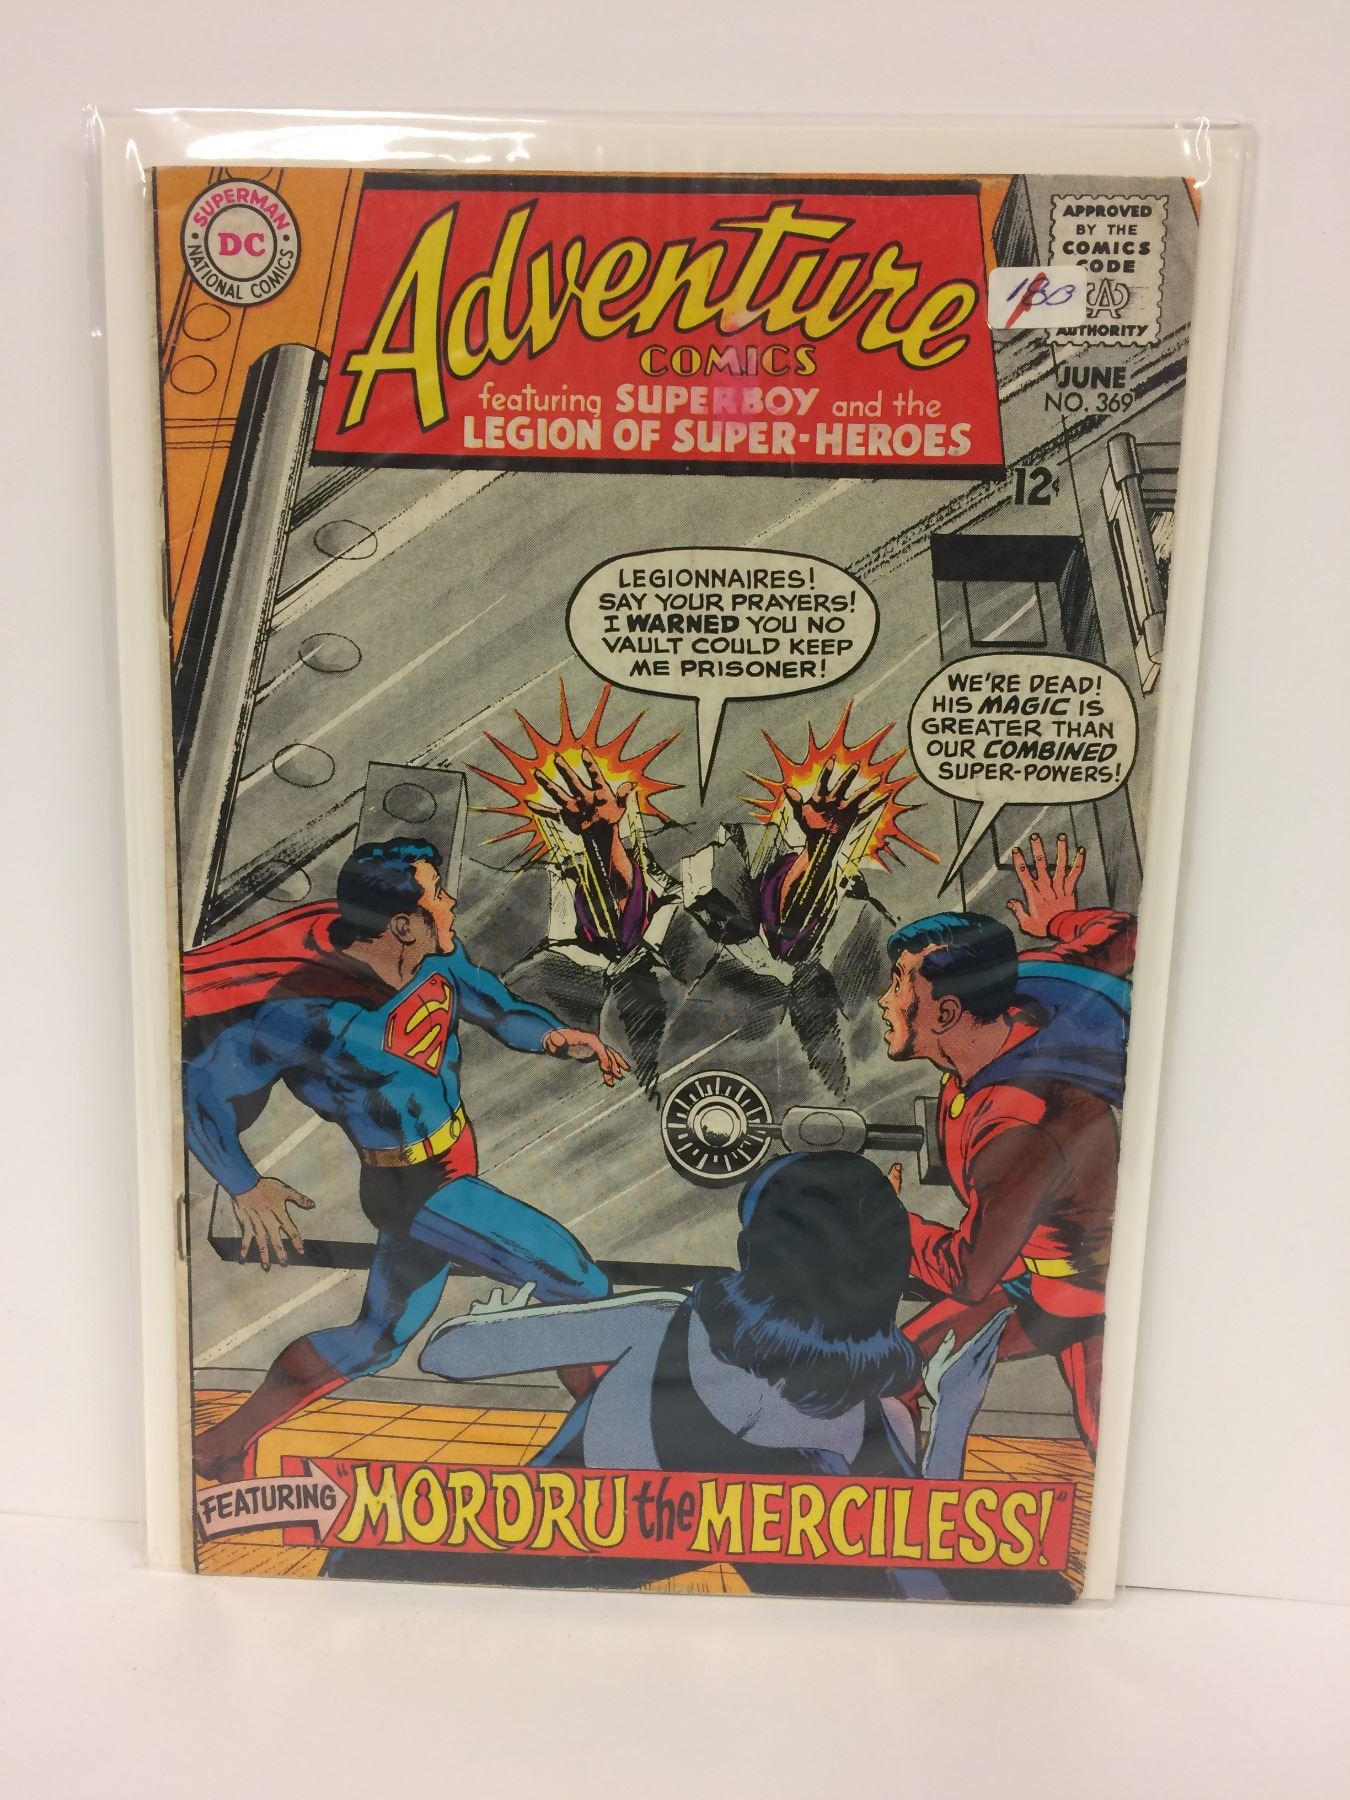 SUPERMAN
DC
NATIONAL COMICS
Adventure
COMICS
featuring SUPERBOY and the
LEGION OF SUPER-HEROES
APPROVED
BY THE
COMICS
CODE
AUTHORITY
JUNE
NO. 369
12¢
LEGIONNAIRES!
SAY YOUR PRAYERS!
I WARNED YOU NO
VAULT COULD KEEP
ME PRISONER!
WE'RE DEAD!
HIS MAGIC IS
GREATER THAN
OUR COMBINED
SUPER-POWERS!
S
FEATURING "MORDRU the MERCILESS!"